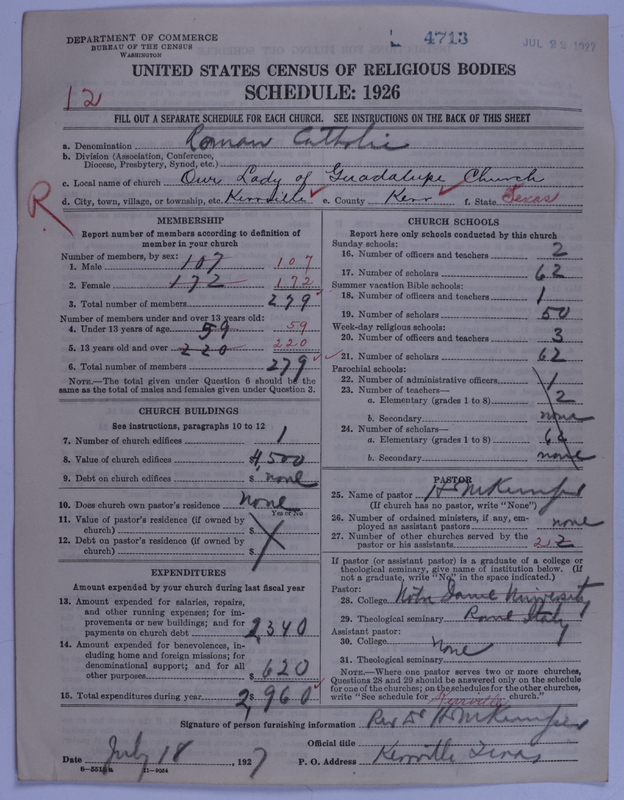 DEPARTMENT OF COMMERCE
BUREAU OF THE CENSUS
WASHINGTON
4713
JUL 22 1927
UNITED STATES CENSUS OF RELIGIOUS BODIES
SCHEDULE: 1926
12
FILL OUT A SEPARATE SCHEDULE FOR EACH CHURCH. SEE INSTRUCTIONS ON THE BACK OF THIS SHEET
a. Denomination Roman Catholic
b. Division (Association, Conference, Diocese, Presbytery, Synod, etc.)
c. Local name of church Our Lady of Guadalupe Church
d. City, town, village, or township, etc. Kerrville e. County Kerr f. State Texas
R
MEMBERSHIP
Report number of members according to definition of
member in your church
Number of members, by sex:
1. Male 107 107
2. Female 172 172
3. Total number of members 279
Number of members under and over 13 years old:
4. Under 13 years of age 59 59
5. 13 years old and over 220 220
6. Total number of members 279
NOTE.—The total given under Question 6 should be the
same as the total of males and females given under Question 3.
CHURCH BUILDINGS
See instructions, paragraphs 10 to 12
7. Number of church edifices 1
8. Value of church edifices 4,500
9. Debt on church edifices $ none
10. Does church own pastor's residence none
Yes or No
11. Value of pastor's residence (if owned by
church) $
12. Debt on pastor's residence (if owned by
church) $
EXPENDITURES
Amount expended by your church during last fiscal year
13. Amount expended for salaries, repairs,
and other running expenses; for im-
provements or new buildings; and for
payments on church debt 2,340
14. Amount expended for benevolences, in-
cluding home and foreign missions; for
denominational support; and for all
other purposes $ 620
15. Total expenditures during year 2,960
CHURCH SCHOOLS
Report here only schools conducted by this church
Sunday schools:
16. Number of officers and teachers 2
17. Number of scholars 62
Summer vacation Bible schools:
18. Number of officers and teachers 1
19. Number of scholars 50
Week-day religious schools:
20. Number of officers and teachers 3
21. Number of scholars 62
Parochial schools:
22. Number of administrative officers 1
23. Number of teachers—
a. Elementary (grades 1 to 8) 2
b. Secondary none
24. Number of scholars—
a. Elementary (grades 1 to 8) 62
b. Secondary none
PASTOR
25. Name of pastor
(If church has no pastor, write "None")
26. Number of ordained ministers, if any, em-
ployed as assistant pastors none
27. Number of other churches served by the
pastor or his assistants 2
If pastor (or assistant pastor) is a graduate of a college or
theological seminary, give name of institution below. (If
not a graduate, write "No" in the space indicated.)
Pastor:
28. College Notre Dame University
29. Theological seminary Rome Italy
Assistant pastor:
30. College None
31. Theological seminary
NOTE.—Where one pastor serves two or more churches,
Questions 28 and 29 should be answered only on the schedule
for one of the churches; on the schedules for the other churches,
write "See schedule for Kerrville church."
Signature of person furnishing information Rev
Official title
Date July 18, 1927 P. O. Address Kerrville Texas
8—5518a 11—9054